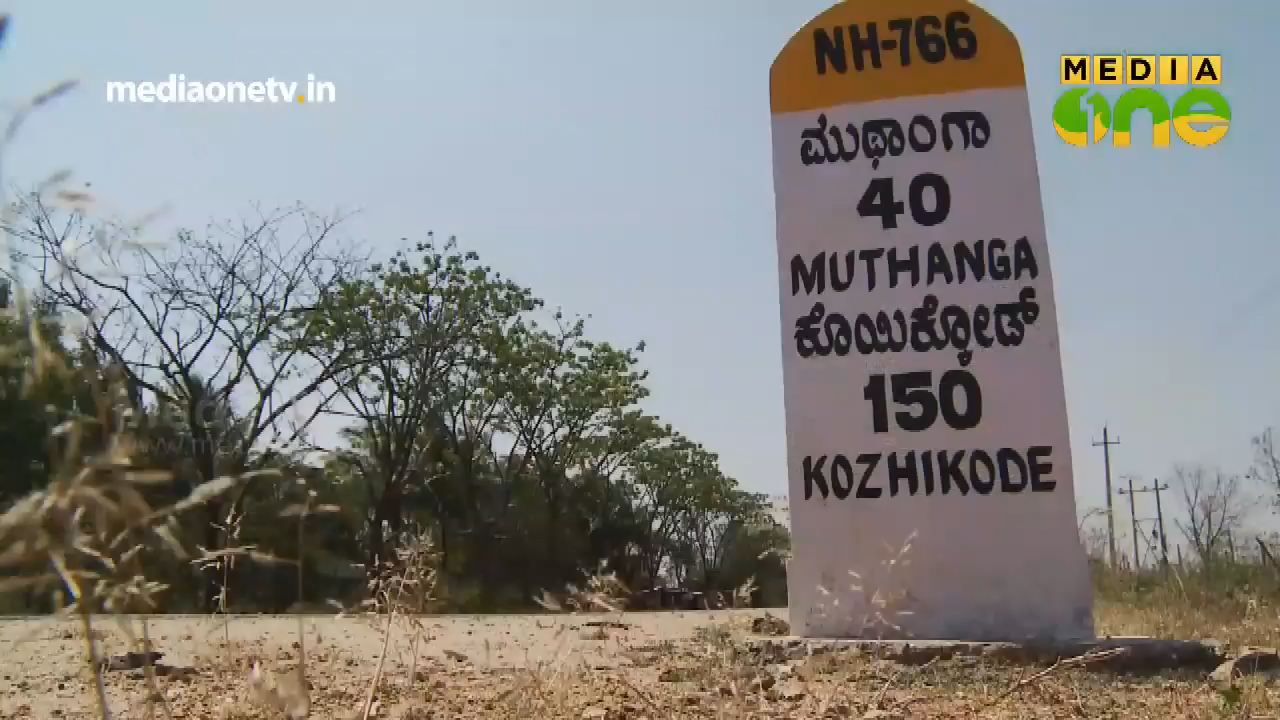 mediaonetv.in
MEDIA
one
NH-766
ಮುಥಾಂಗಾ
40
MUTHANGA
ಕೊಯಿಕ್ಕೋಡ್
150
KOZHIKODE